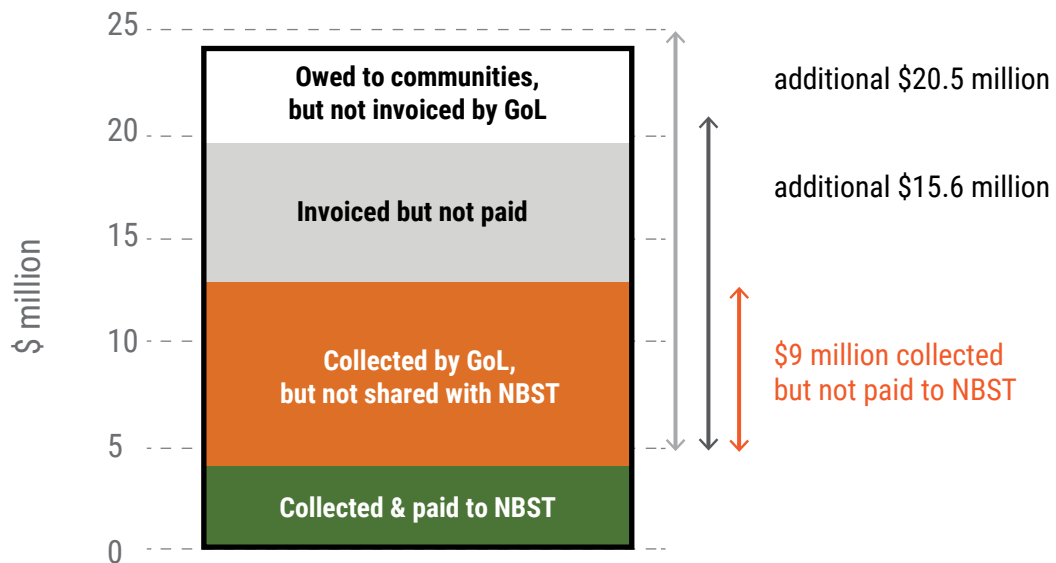 $ million
25
20
15
10
5
0
Owed to communities,
but not invoiced by GoL
Invoiced but not paid
Collected by GoL,
but not shared with NBST
Collected & paid to NBST
additional $20.5 million
additional $15.6 million
$9 million collected
but not paid to NBST